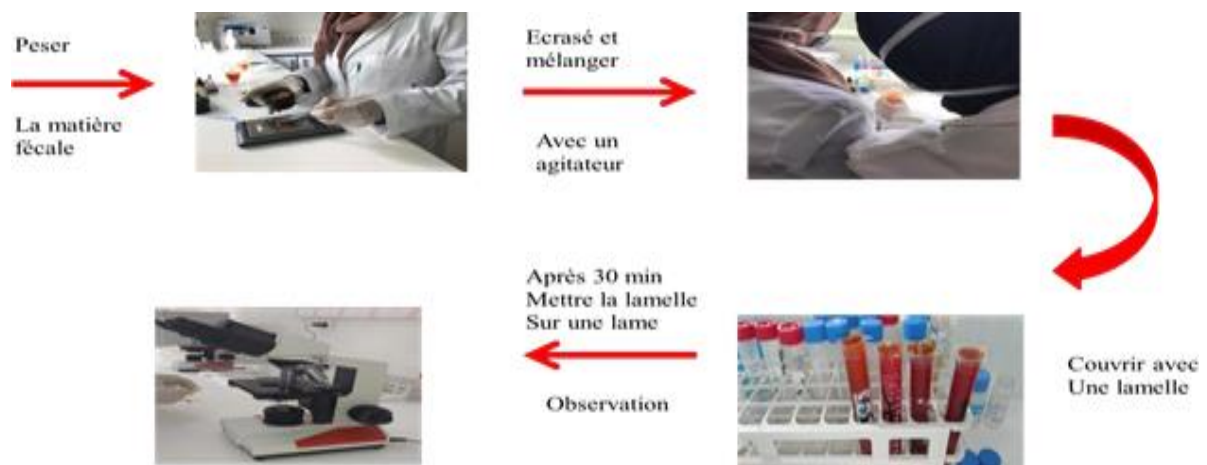 Peser
La matière
fécale
Ecrasé et
mélanger
Avec un
agitateur
Couvrir avec
Une lamelle
Après 30 min
Mettre la lamelle
Sur une lame
Observation